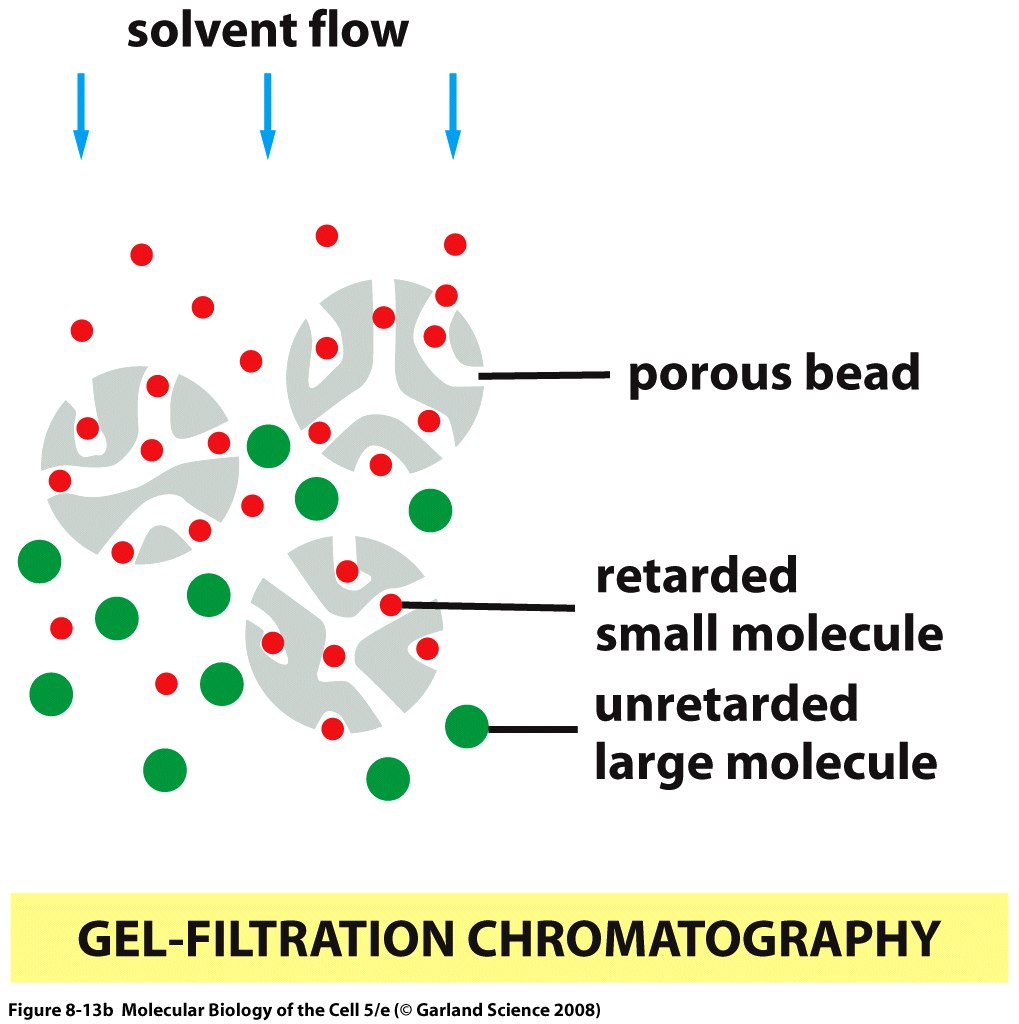 solvent flow
porous bead
retarded
small molecule
unretarded
large molecule
GEL-FILTRATION CHROMATOGRAPHY
Figure 8-13b Molecular Biology of the Cell 5/e (© Garland Science 2008)